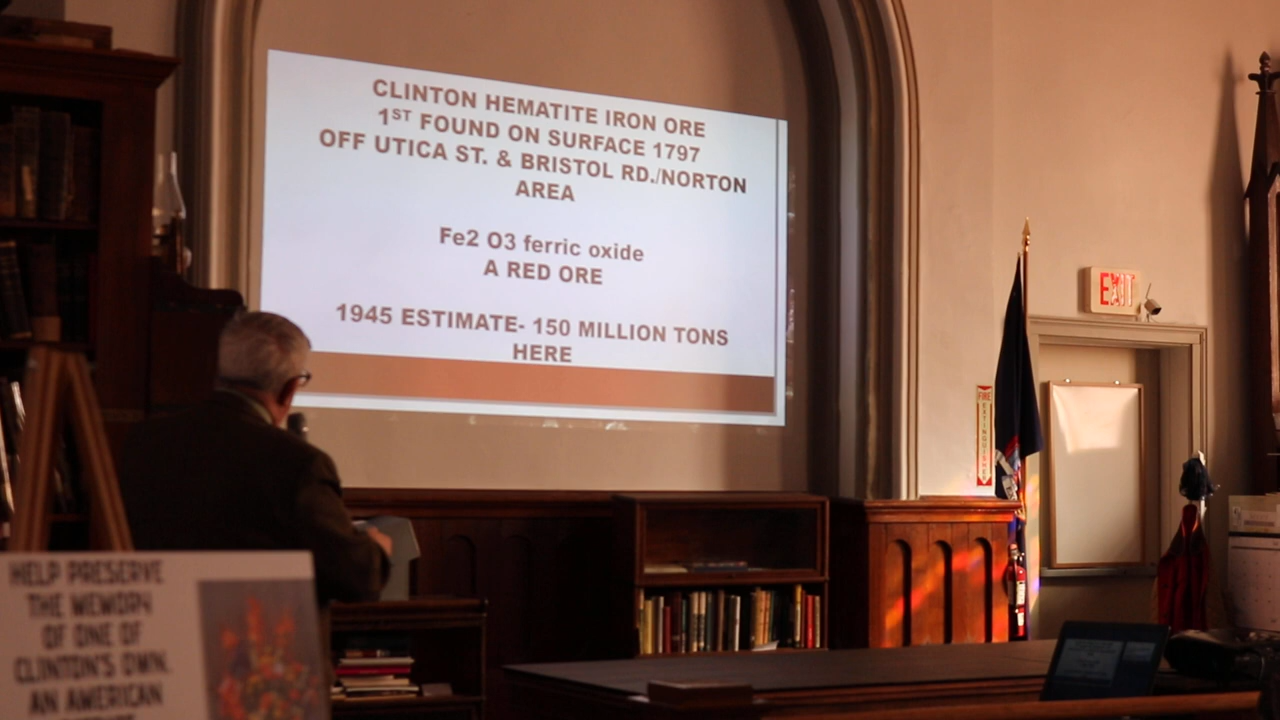 CLINTON HEMATITE IRON ORE
1ST FOUND ON SURFACE 1797
OFF UTICA ST. & BRISTOL RD./NORTON
AREA
Fe2 O3 ferric oxide
A RED ORE
1945 ESTIMATE- 150 MILLION TONS
HERE
EXIT
FIRE
EXTINGUISHER
HELP PRESERVE
THE MEMORY
OF ONE OF
CLINTON'S OWN.
AN AMERICAN